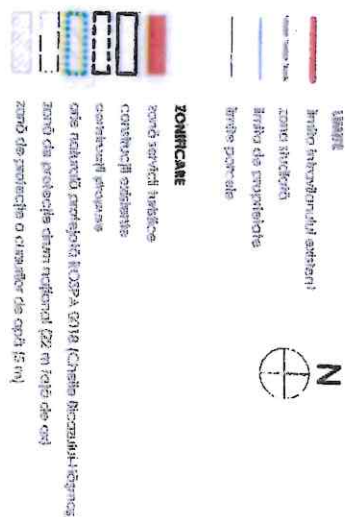 LIMITE
limita intravilanului existent
zona studiată
limita de proprietate
limite parcele
N
ZONIFICARE
zonă servicii turistice
construcții existente
construcții propuse
arie naturală protejată ROSPA 0018 (Cheile Bicazului-Hășmaș
zonă de protecție drum național (22 m față de ax)
zonă de protecție a cursurilor de apă (5 m)